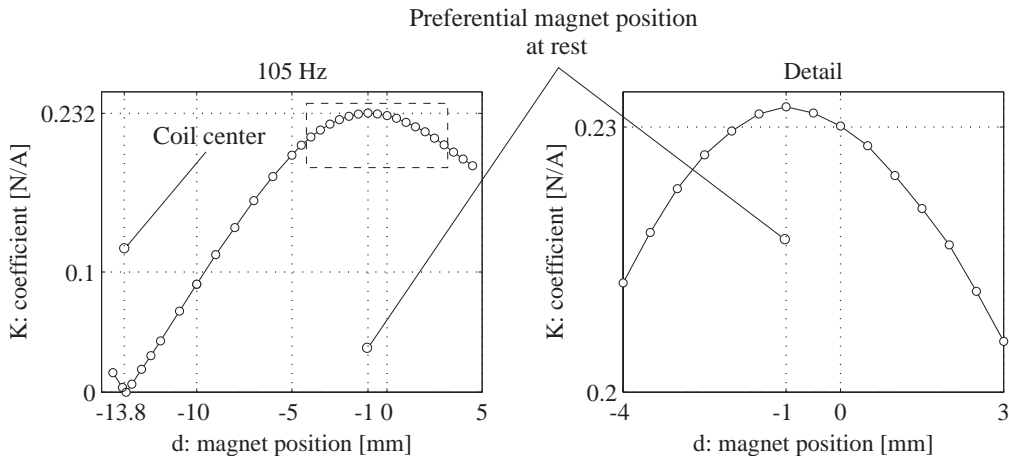 Preferential magnet position
at rest
105 Hz
Detail
0.232
0.1
0
Coil center
K: coefficient [N/A]
-13.8
-10
-5
-1
0
5
d: magnet position [mm]
0.23
0.2
K: coefficient [N/A]
-4
-1
0
3
d: magnet position [mm]